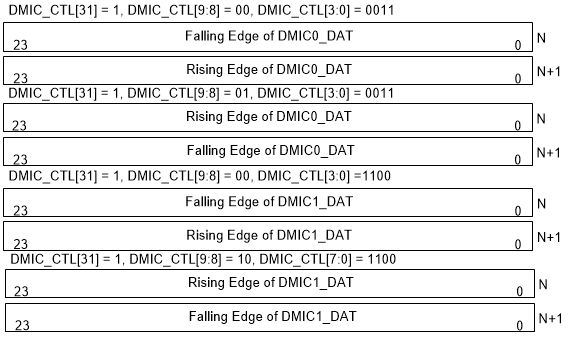 DMIC_CTL[31] = 1, DMIC_CTL[9:8] = 00, DMIC_CTL[3:0] = 0011
23 Falling Edge of DMIC0_DAT 0 N
23 Rising Edge of DMIC0_DAT 0 N+1
DMIC_CTL[31] = 1, DMIC_CTL[9:8] = 01, DMIC_CTL[3:0] = 0011
23 Rising Edge of DMIC0_DAT 0 N
23 Falling Edge of DMIC0_DAT 0 N+1
DMIC_CTL[31] = 1, DMIC_CTL[9:8] = 00, DMIC_CTL[3:0] =1100
23 Falling Edge of DMIC1_DAT 0 N
23 Rising Edge of DMIC1_DAT 0 N+1
DMIC_CTL[31] = 1, DMIC_CTL[9:8] = 10, DMIC_CTL[7:0] = 1100
23 Rising Edge of DMIC1_DAT 0 N
23 Falling Edge of DMIC1_DAT 0 N+1